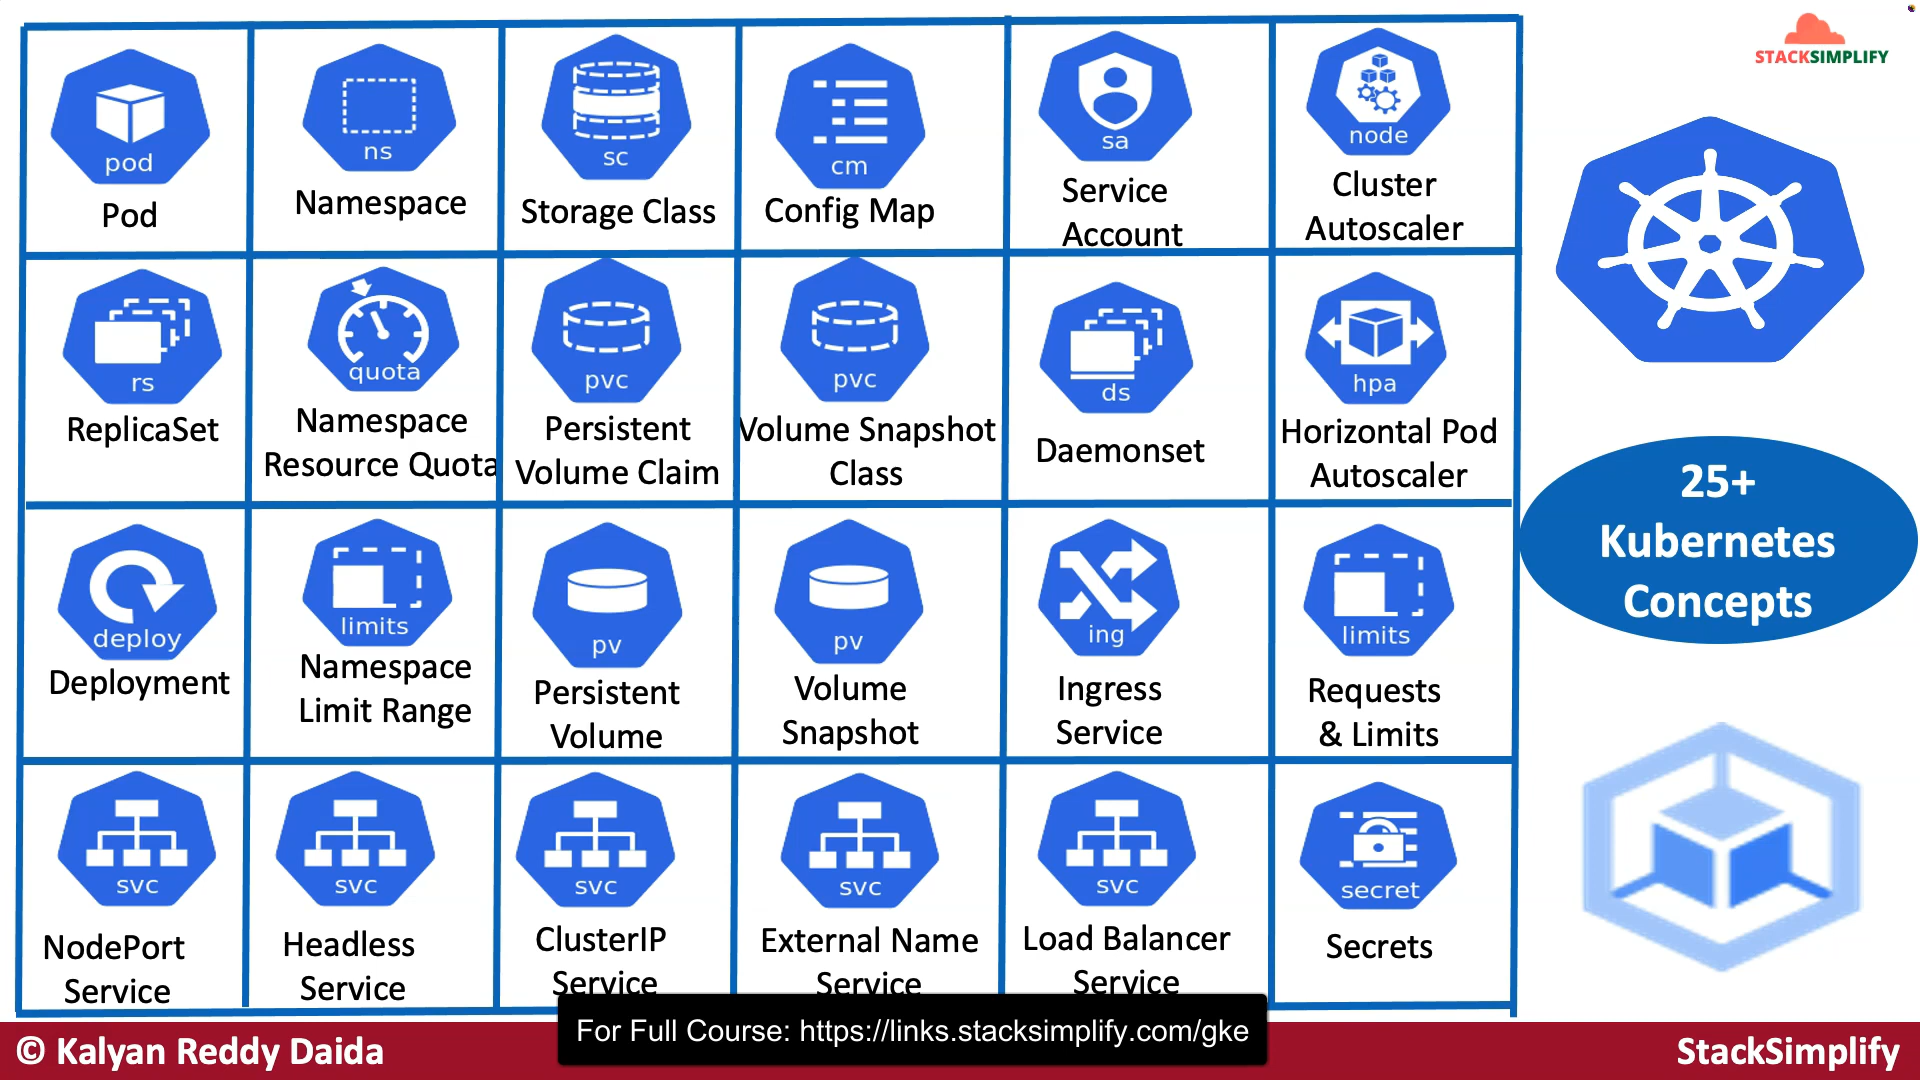 STACKSIMPLIFY
pod
Pod
ns
Namespace
sc
Storage Class
cm
Config Map
sa
Service
Account
node
Cluster
Autoscaler
rs
ReplicaSet
quota
Namespace
Resource Quota
pvc
Persistent
Volume Claim
pvc
Volume Snapshot
Class
ds
Daemonset
hpa
Horizontal Pod
Autoscaler
25+
Kubernetes
Concepts
deploy
Deployment
limits
Namespace
Limit Range
pv
Persistent
Volume
pv
Volume
Snapshot
ing
Ingress
Service
limits
Requests
& Limits
svc
NodePort
Service
svc
Headless
Service
svc
ClusterIP
Service
svc
External Name
Service
svc
Load Balancer
Service
secret
Secrets
For Full Course: https://links.stacksimplify.com/gke
© Kalyan Reddy Daida
StackSimplify